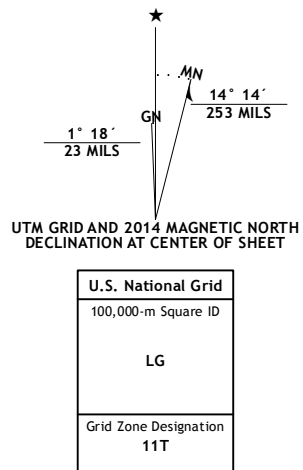 MN
GN
1° 18´
23 MILS
14° 14´
253 MILS
UTM GRID AND 2014 MAGNETIC NORTH
DECLINATION AT CENTER OF SHEET
U.S. National Grid
100,000-m Square ID
LG
Grid Zone Designation
11T